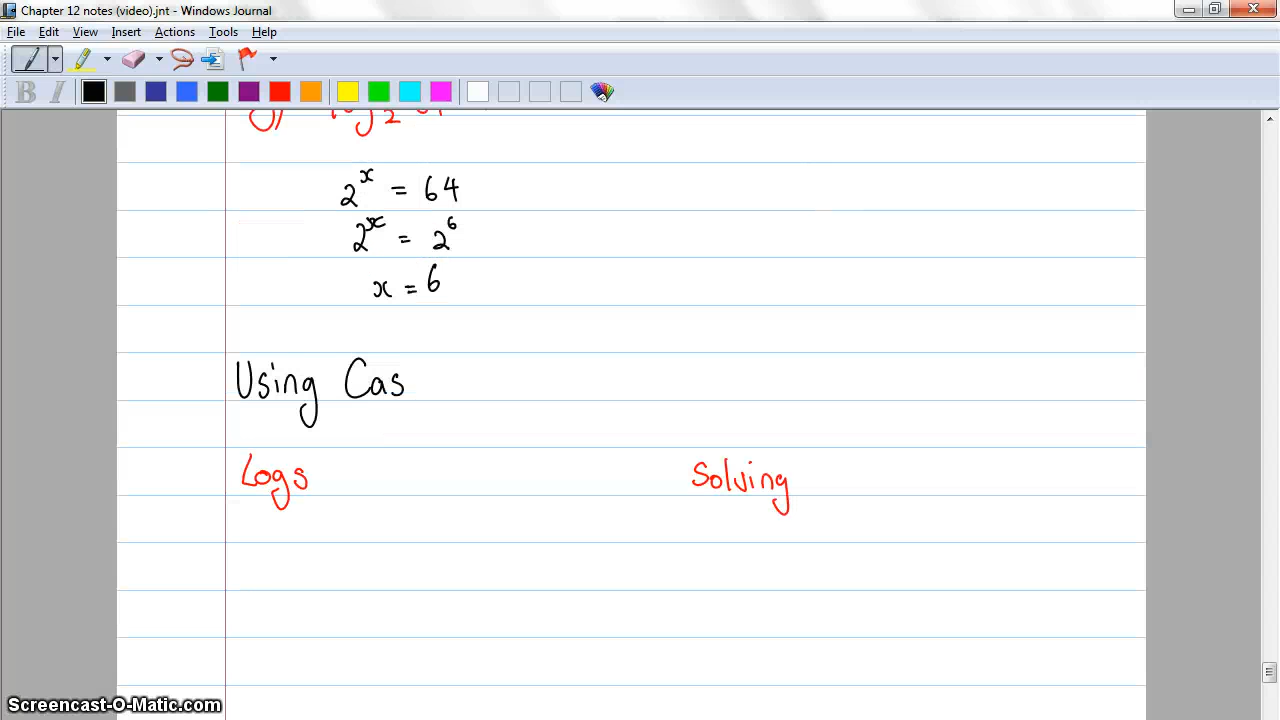 Chapter 12 notes (video).jnt - Windows Journal
File Edit View Insert Actions Tools Help
B I
2^x = 64
2^x = 2^6
x = 6
Using Cas
Logs Solving
Screencast-O-Matic.com